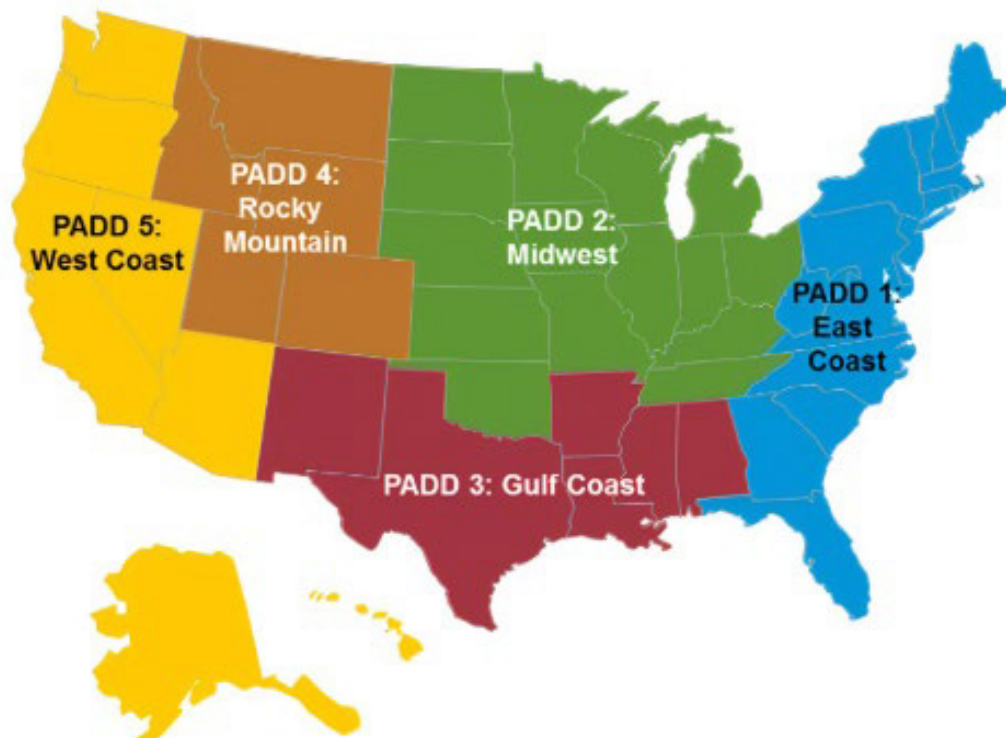 PADD 5:
West Coast
PADD 4:
Rocky
Mountain
PADD 2:
Midwest
PADD 1:
East
Coast
PADD 3: Gulf Coast